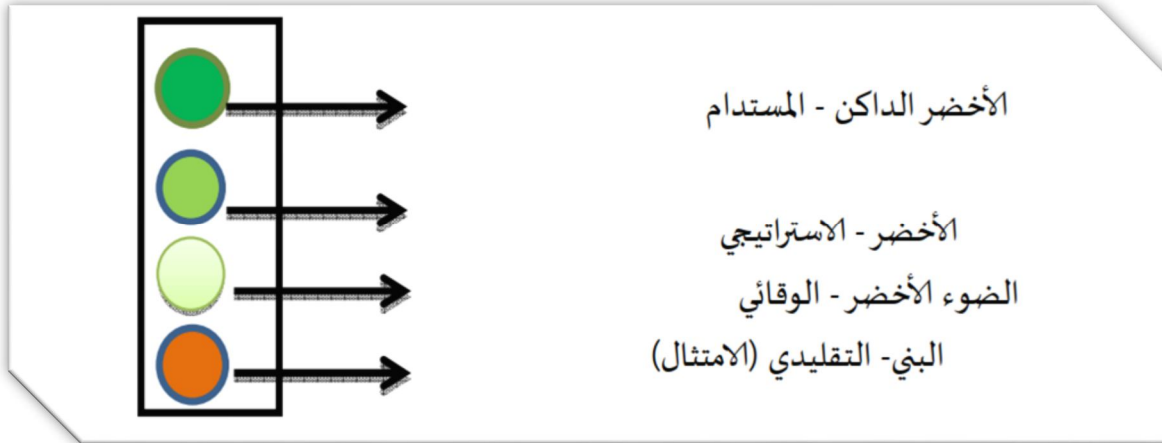 الأخضر الداكن - المستدام
الأخضر - الاستراتيجي
الضوء الأخضر - الوقائي
البني- التقليدي (الامتثال)